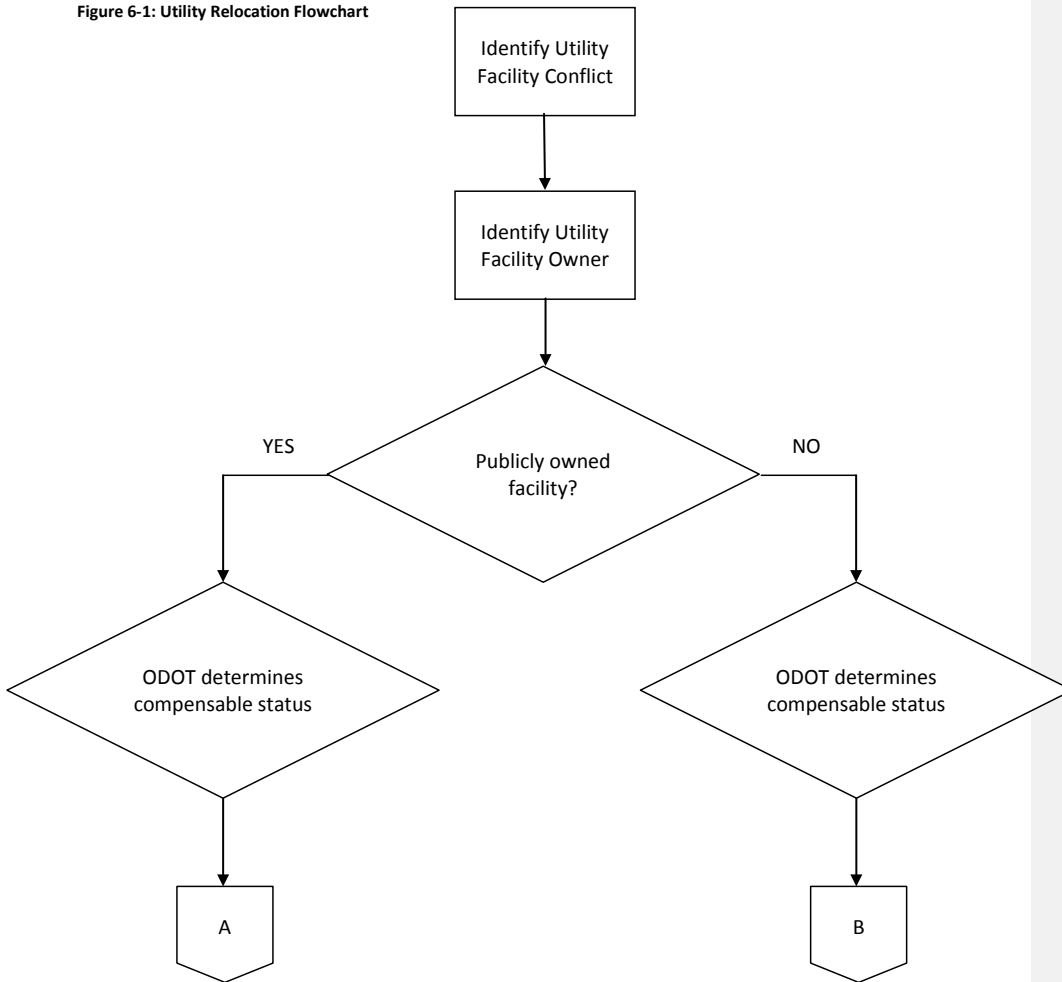 Figure 6-1: Utility Relocation Flowchart
Identify Utility
Facility Conflict
Identify Utility
Facility Owner
YES
NO
Publicly owned
facility?
ODOT determines
compensable status
ODOT determines
compensable status
A
B